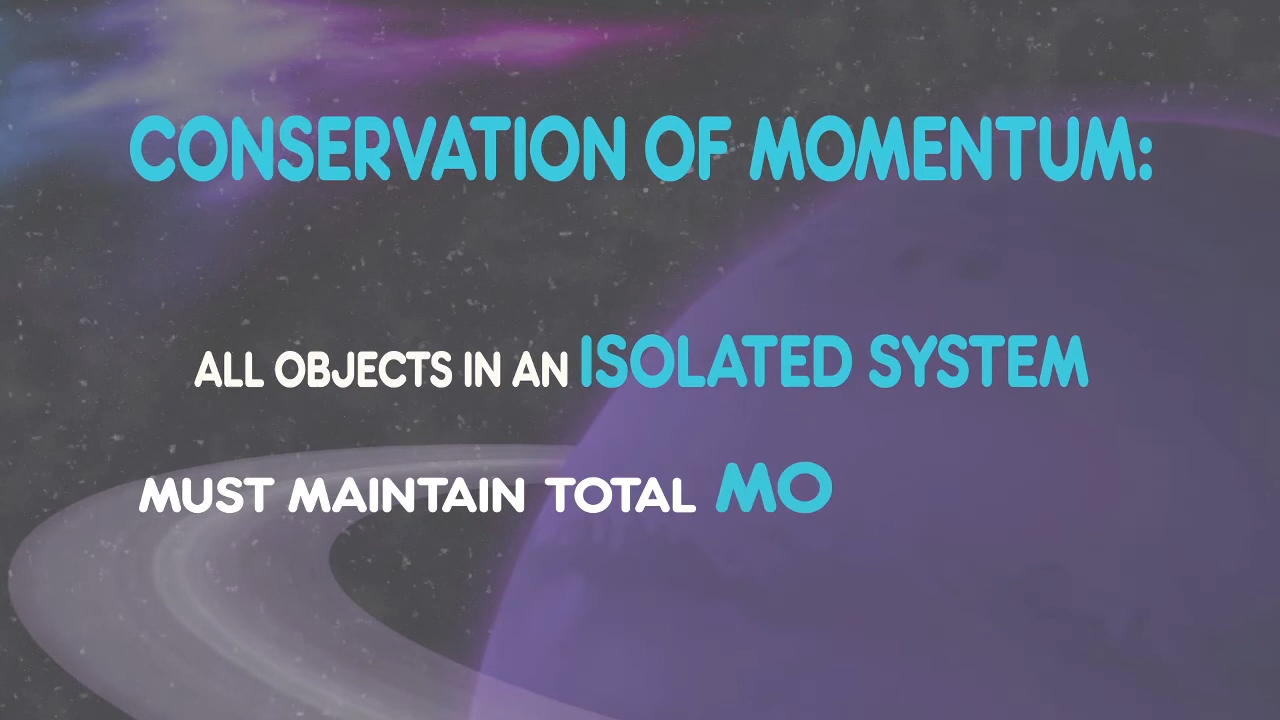 CONSERVATION OF MOMENTUM:
ALL OBJECTS IN AN ISOLATED SYSTEM
MUST MAINTAIN TOTAL MO